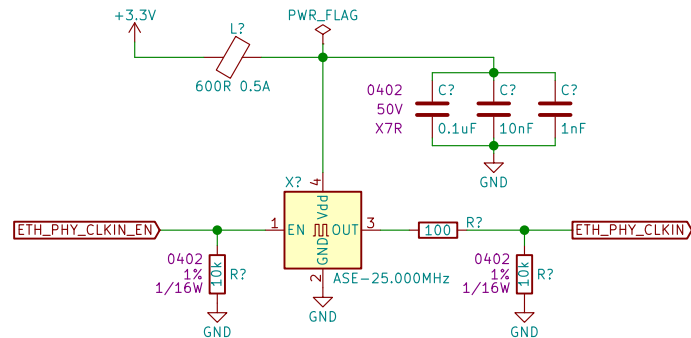 +3.3V
PWR_FLAG
L?
600R 0.5A
0402
50V
X7R
C?
0.1uF
C?
10nF
C?
1nF
GND
X?
4
Vdd
ETH_PHY_CLKIN_EN
1
EN
OUT
3
GND
2
100
R?
ETH_PHY_CLKIN
ASE-25.000MHz
0402
1%
1/16W
10k
R?
0402
1%
1/16W
10k
R?
GND
GND
GND